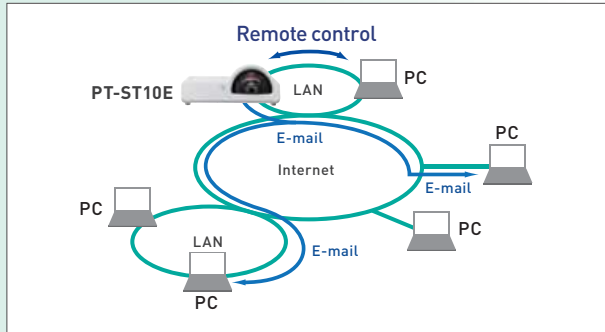 Remote control
PT-ST10E
LAN
PC
E-mail
Internet
PC
E-mail
PC
PC
LAN
E-mail
PC